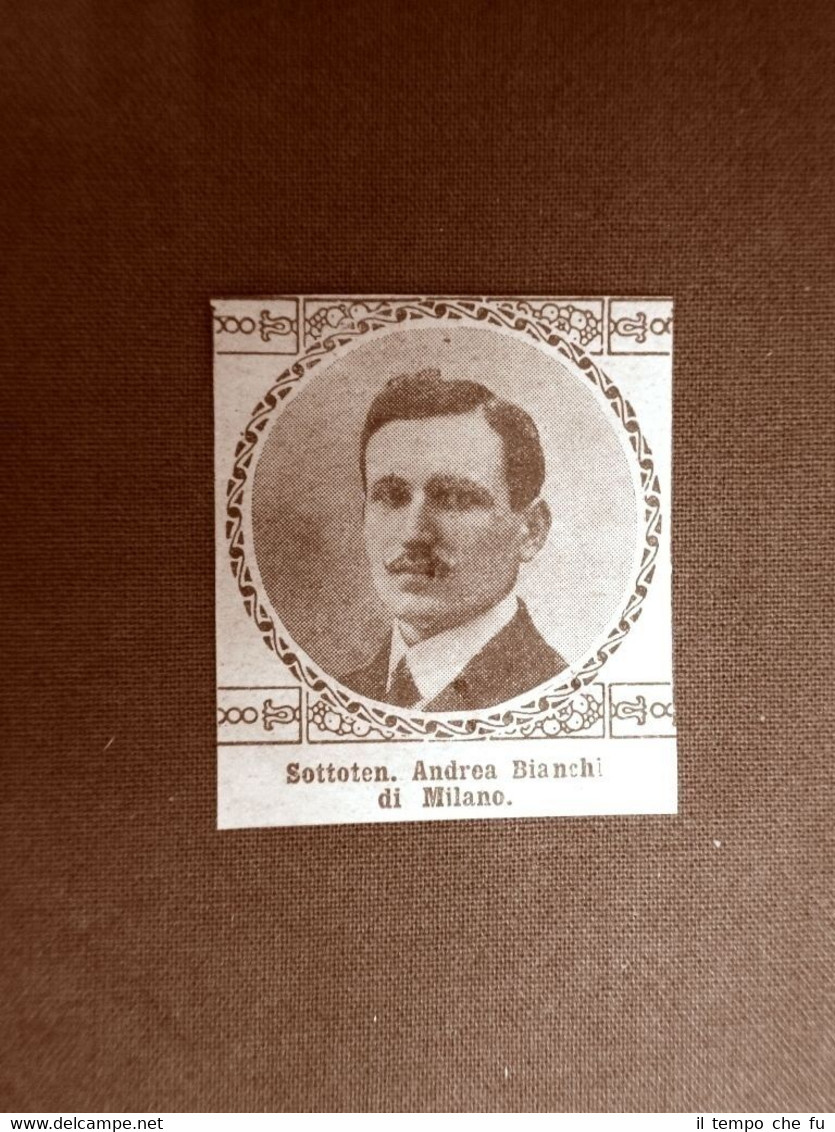 Sottoten. Andrea Bianchi
di Milano.
www.delcampe.net
il tempo che fu